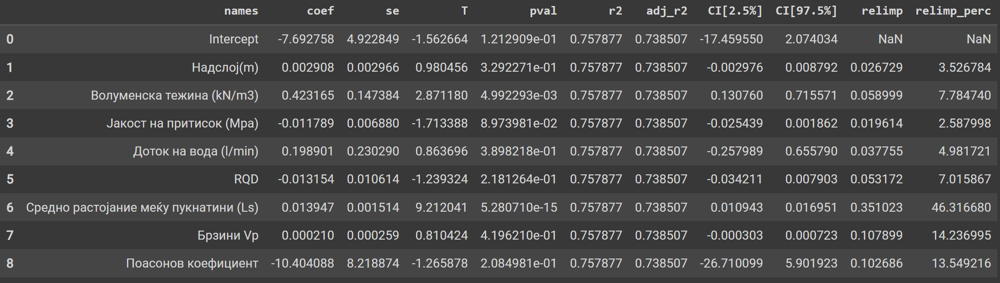 names coef se T pval r2 adj_r2 CI[2.5%] CI[97.5%] relimp relimp_perc
0 Intercept -7.692758 4.922849 -1.562664 1.212909e-01 0.757877 0.738507 -17.459550 2.074034 NaN NaN
1 Надслој(m) 0.002908 0.002966 0.980456 3.292271e-01 0.757877 0.738507 -0.002976 0.008792 0.026729 3.526784
2 Волуменска тежина (kN/m3) 0.423165 0.147384 2.871180 4.992293e-03 0.757877 0.738507 0.130760 0.715571 0.058999 7.784740
3 Јакост на притисок (Mpa) -0.011789 0.006880 -1.713388 8.973981e-02 0.757877 0.738507 -0.025439 0.001862 0.019614 2.587998
4 Доток на вода (l/min) 0.198901 0.230290 0.863696 3.898218e-01 0.757877 0.738507 -0.257989 0.655790 0.037755 4.981721
5 RQD -0.013154 0.010614 -1.239324 2.181264e-01 0.757877 0.738507 -0.034211 0.007903 0.053172 7.015867
6 Средно растојание меѓу пукнатини (Ls) 0.013947 0.001514 9.212041 5.280710e-15 0.757877 0.738507 0.010943 0.016951 0.351023 46.316680
7 Брзини Vp 0.000210 0.000259 0.810424 4.196210e-01 0.757877 0.738507 -0.000303 0.000723 0.107899 14.236995
8 Поасонов коефициент -10.404088 8.218874 -1.265878 2.084981e-01 0.757877 0.738507 -26.710099 5.901923 0.102686 13.549216